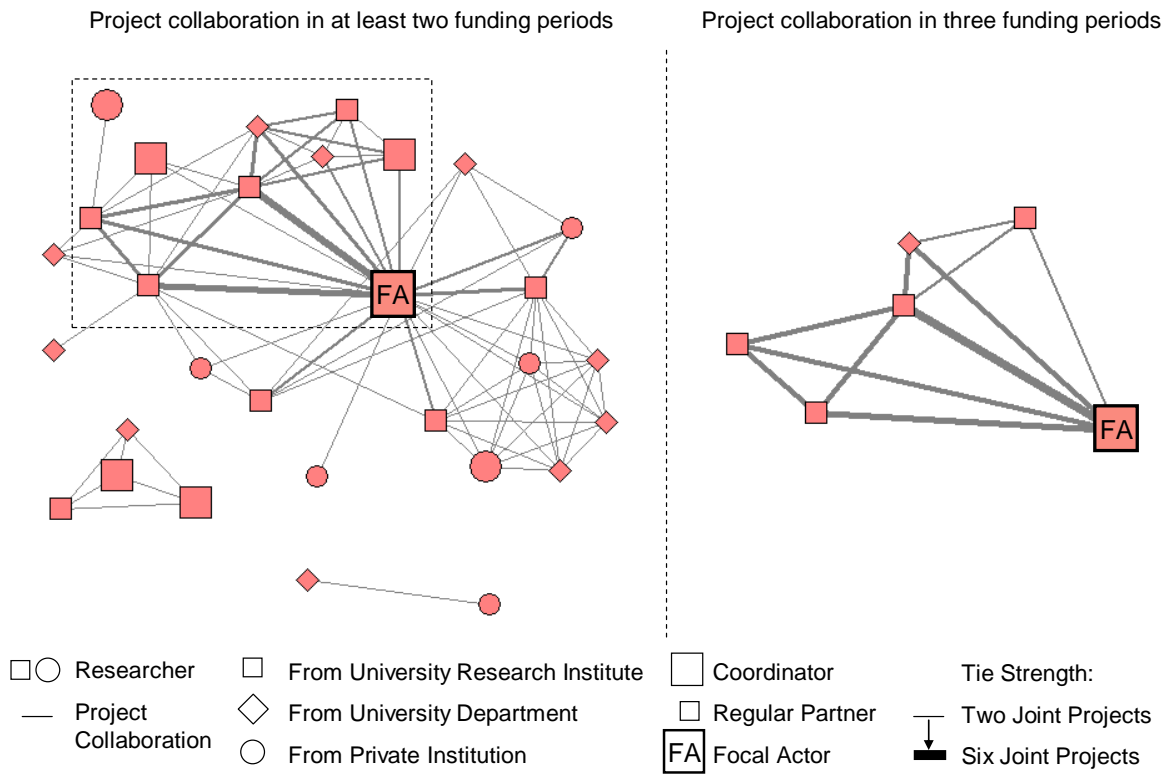 Project collaboration in at least two funding periods
Project collaboration in three funding periods
FA
FA
Researcher
From University Research Institute
Coordinator
Tie Strength:
Project
Collaboration
From University Department
Regular Partner
Two Joint Projects
From Private Institution
FA
Focal Actor
Six Joint Projects